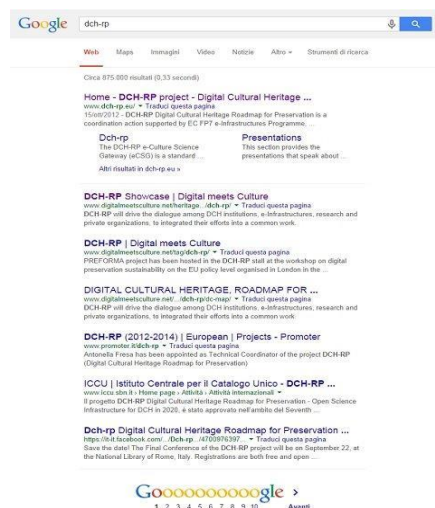 Google dch-rp
Web Maps Immagini Video Notizie Altro Strumenti di ricerca
Circa 875.000 risultati (0,33 secondi)
Home - DCH-RP project - Digital Cultural Heritage ...
www.dch-rp.eu/ Traduci questa pagina
15/ott/2012 - DCH-RP Digital Cultural Heritage Roadmap for Preservation is a
coordination action supported by EC FP7 e-Infrastructures Programme. ...
Dch-rp Presentations
The DCH-RP e-Culture Science This section provides the
Gateway (eCSG) is a standard ... presentations that speak about ...
Altri risultati in dch-rp.eu »
DCH-RP Showcase | Digital meets Culture
www.digitalmeetsculture.net/heritage.../dch-rp/ Traduci questa pagina
DCH-RP will drive the dialogue among DCH institutions, e-Infrastructures, research and
private organizations, to integrated their efforts into a common work.
DCH-RP | Digital meets Culture
www.digitalmeetsculture.net/tag/dch-rp/ Traduci questa pagina
PREFORMA project has been hosted in the DCH-RP stall at the workshop on digital
preservation sustainability on the EU policy level organised in London in the ...
DIGITAL CULTURAL HERITAGE, ROADMAP FOR ...
www.digitalmeetsculture.net/.../dch-rp/dc-map/ Traduci questa pagina
DCH-RP will drive the dialogue among DCH institutions, e-Infrastructures, research and
private organizations, to integrated their efforts into a common work.
DCH-RP (2012-2014) | European | Projects - Promoter
www.promoter.it/dch-rp Traduci questa pagina
Antonella Fresa has been appointed as Technical Coordinator of the project DCH-RP
(Digital Cultural Heritage Roadmap for Preservation)
ICCU | Istituto Centrale per il Catalogo Unico - DCH-RP ...
www.iccu.sbn.it › Home page › Attività › Attività internazionali
Il progetto DCH-RP Digital Cultural Heritage Roadmap for Preservation - Open Science
Infrastructure for DCH in 2020, è stato approvato nell'ambito del Seventh ...
Dch-rp Digital Cultural Heritage Roadmap for Preservation ...
https://it-it.facebook.com/.../Dch-rp.../4700976397... Traduci questa pagina
Save the date! The Final Conference of the DCH-RP project will be on September 22, at
the National Library of Rome, Italy. Registrations are both free and open ...
Goooooooooogle >
1 2 3 4 5 6 7 8 9 10 Avanti